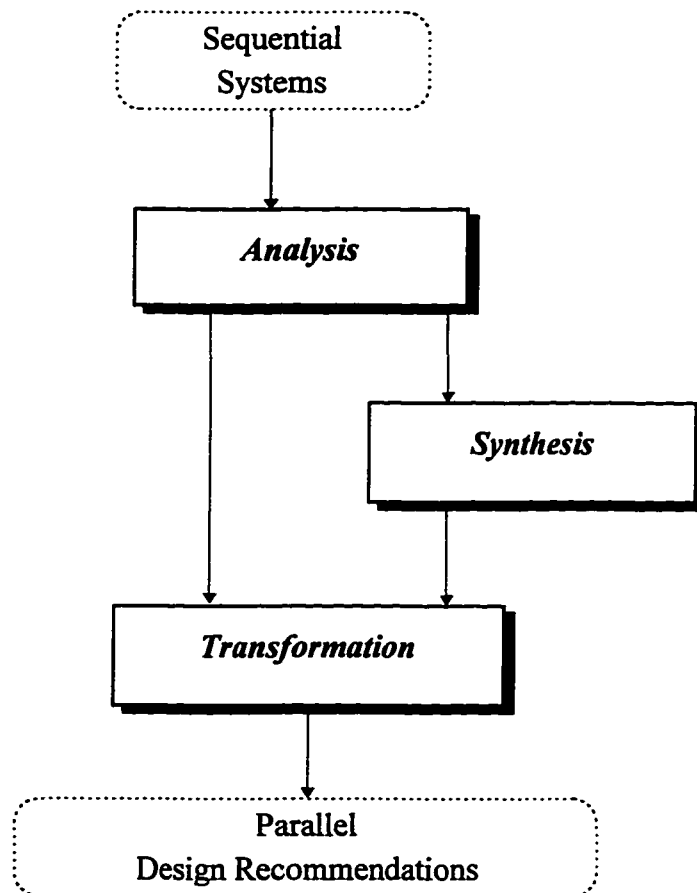 Sequential
Systems
Analysis
Synthesis
Transformation
Parallel
Design Recommendations